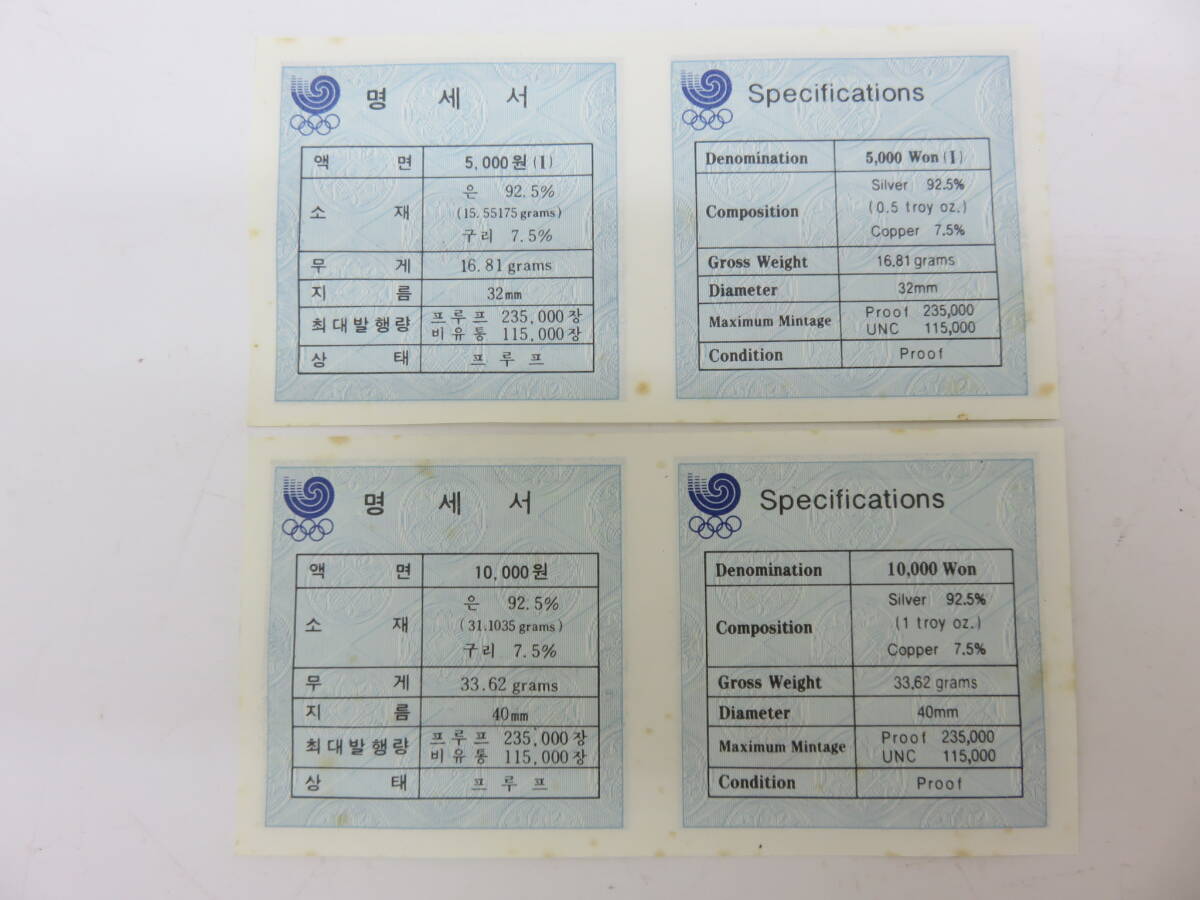 명 세 서
액 면 5,000원(I)
은 92.5%
소 재 (15.55175 grams)
구리 7.5%
무 게 16.81 grams
지 름 32mm
최대발행량 프루프 235,000장
비유통 115,000장
상 태 프 루 프
Specifications
Denomination 5,000 Won (I)
Silver 92.5%
Composition (0.5 troy oz.)
Copper 7.5%
Gross Weight 16.81 grams
Diameter 32mm
Maximum Mintage Proof 235,000
UNC 115,000
Condition Proof
명 세 서
액 면 10,000원
은 92.5%
소 재 (31.1035 grams)
구리 7.5%
무 게 33.62 grams
지 름 40mm
최대발행량 프루프 235,000장
비유통 115,000장
상 태 프 루 프
Specifications
Denomination 10,000 Won
Silver 92.5%
Composition (1 troy oz.)
Copper 7.5%
Gross Weight 33,62 grams
Diameter 40mm
Maximum Mintage Proof 235,000
UNC 115,000
Condition Proof